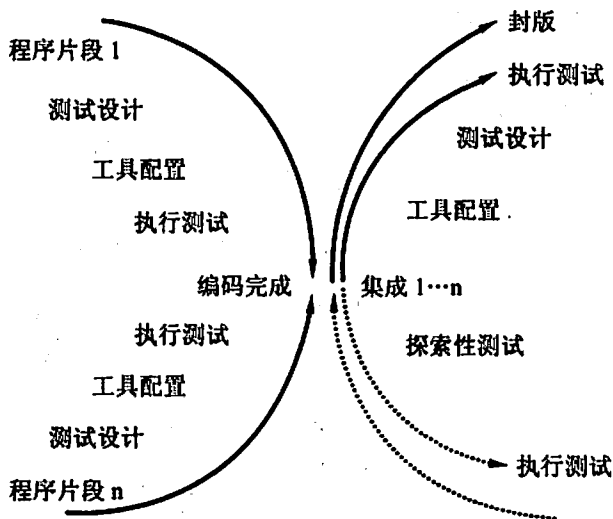 程序片段 1
测试设计
工具配置
执行测试
编码完成
执行测试
工具配置
测试设计
程序片段 n
封版
执行测试
测试设计
工具配置
集成 1…n
探索性测试
执行测试